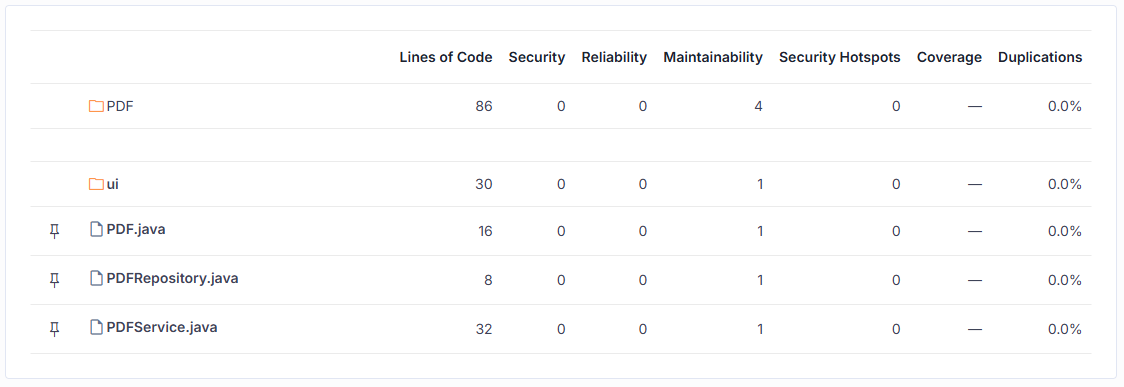 Lines of Code Security Reliability Maintainability Security Hotspots Coverage Duplications
PDF 86 0 0 4 0 — 0.0%
ui 30 0 0 1 0 — 0.0%
PDF.java 16 0 0 1 0 — 0.0%
PDFRepository.java 8 0 0 1 0 — 0.0%
PDFService.java 32 0 0 1 0 — 0.0%